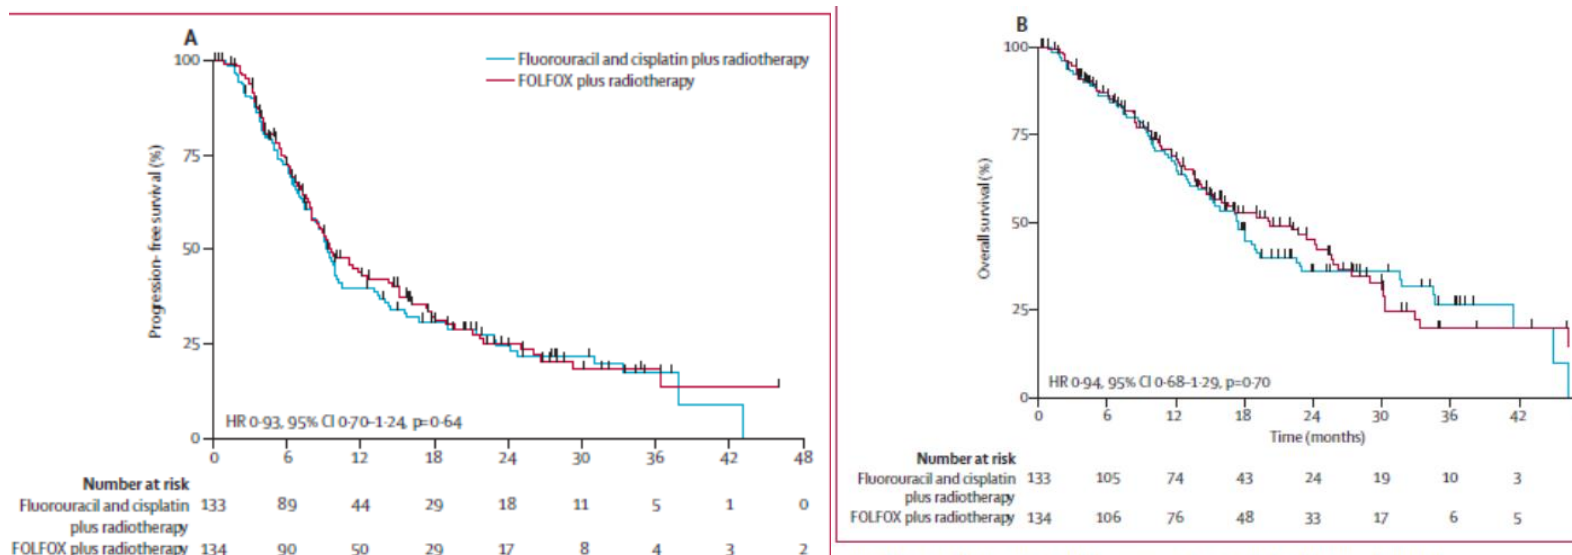 A
Fluorouracil and cisplatin plus radiotherapy
FOLFOX plus radiotherapy
Progression-free survival (%)
100
75
50
25
0
HR 0·93, 95% CI 0·70–1·24, p=0·64
0 6 12 18 24 30 36 42 48
Number at risk
Fluorouracil and cisplatin 133 89 44 29 18 11 5 1 0
plus radiotherapy
FOLFOX plus radiotherapy 134 90 50 29 17 8 4 3 2
B
Overall survival (%)
100
75
50
25
0
HR 0·94, 95% CI 0·68–1·29, p=0·70
0 6 12 18 24 30 36 42
Time (months)
Number at risk
Fluorouracil and cisplatin 133 105 74 43 24 19 10 3
plus radiotherapy
FOLFOX plus radiotherapy 134 106 76 48 33 17 6 5